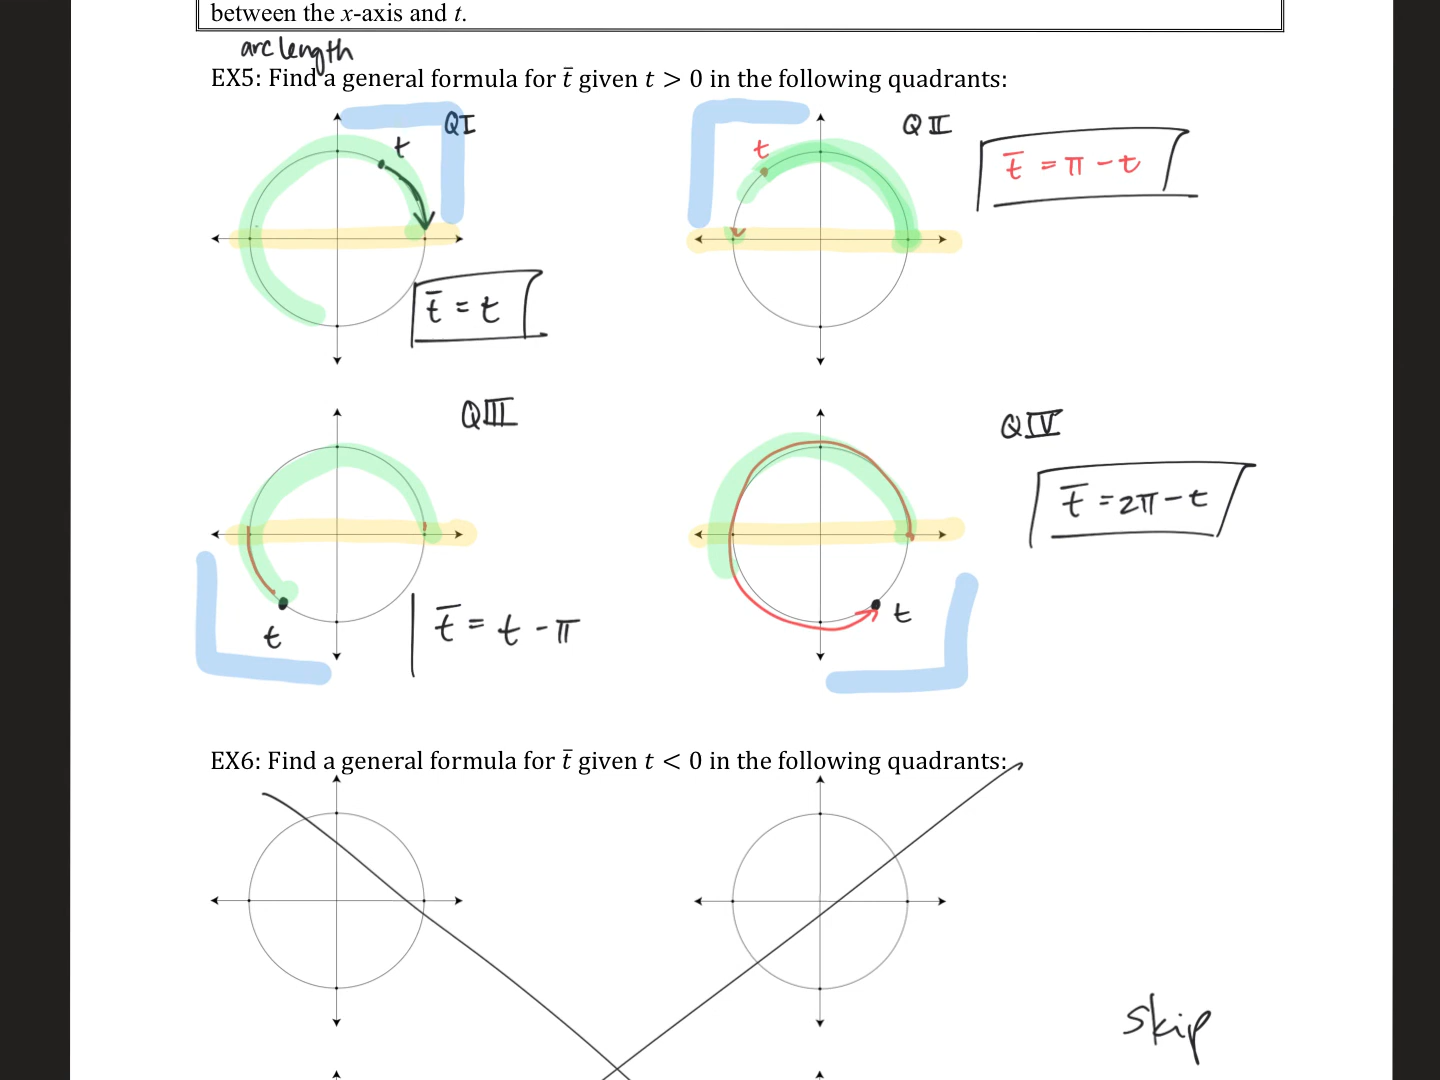 between the x-axis and t.
arc length
EX5: Find a general formula for t̄ given t > 0 in the following quadrants:
QI
t
t̄ = t
QII
t
t̄ = π - t
QIII
t
t̄ = t - π
QIV
t
t̄ = 2π - t
EX6: Find a general formula for t̄ given t < 0 in the following quadrants:
skip